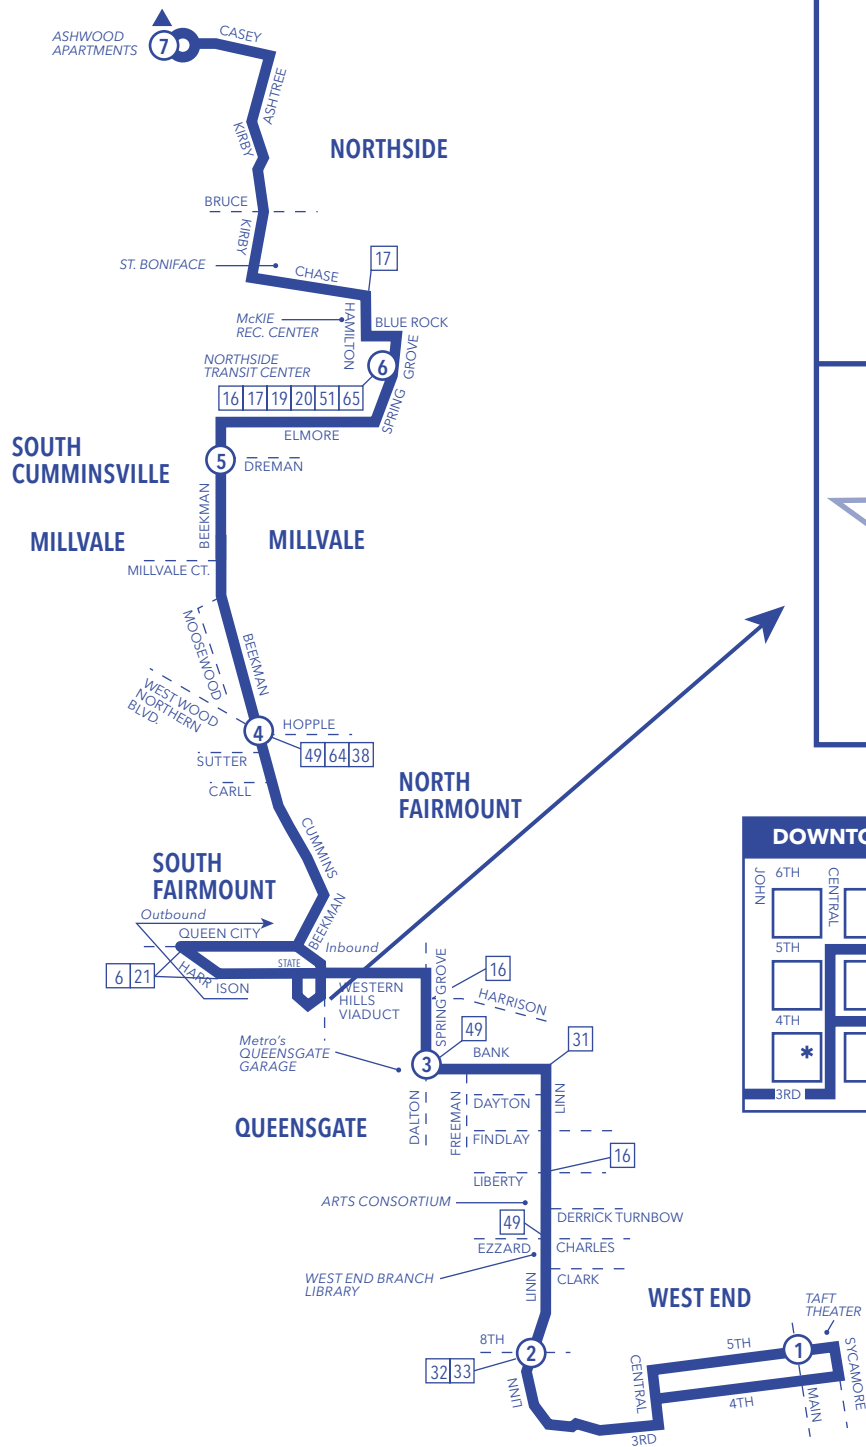 ASHWOOD
APARTMENTS
7
CASEY
ASHTREE
KIRBY
NORTHSIDE
BRUCE
KIRBY
ST. BONIFACE
CHASE
17
McKIE
REC. CENTER
HAMILTON
BLUE ROCK
NORTHSIDE
TRANSIT CENTER
6
SPRING GROVE
16 17 19 20 51 65
ELMORE
SOUTH
CUMMINSVILLE
5
DREMAN
BEEKMAN
MILLVALE
MILLVALE
MILLVALE CT.
MOOSEWOOD
BEEKMAN
WEST WOOD
NORTHERN
BLVD.
4
HOPPLE
49 64 38
SUTTER
CARLL
NORTH
FAIRMOUNT
CUMMINS
SOUTH
FAIRMOUNT
BEEKMAN
Outbound
QUEEN CITY
Inbound
STATE
6 21
HARR ISON
WESTERN
HILLS
VIADUCT
SPRING GROVE
16
HARRISON
Metro's
QUEENSGATE
GARAGE
49
3
BANK
31
DALTON
FREEMAN
LINN
DAYTON
QUEENSGATE
FINDLAY
16
LIBERTY
ARTS CONSORTIUM
49
DERRICK TURNBOW
EZZARD
CHARLES
WEST END BRANCH
LIBRARY
LINN
CLARK
WEST END
TAFT
THEATER
8TH
2
32 33
LINN
CENTRAL
5TH
1
SYCAMORE
4TH
MAIN
3RD
DOWNTO
JOHN
6TH
CENTRAL
5TH
4TH
*
3RD